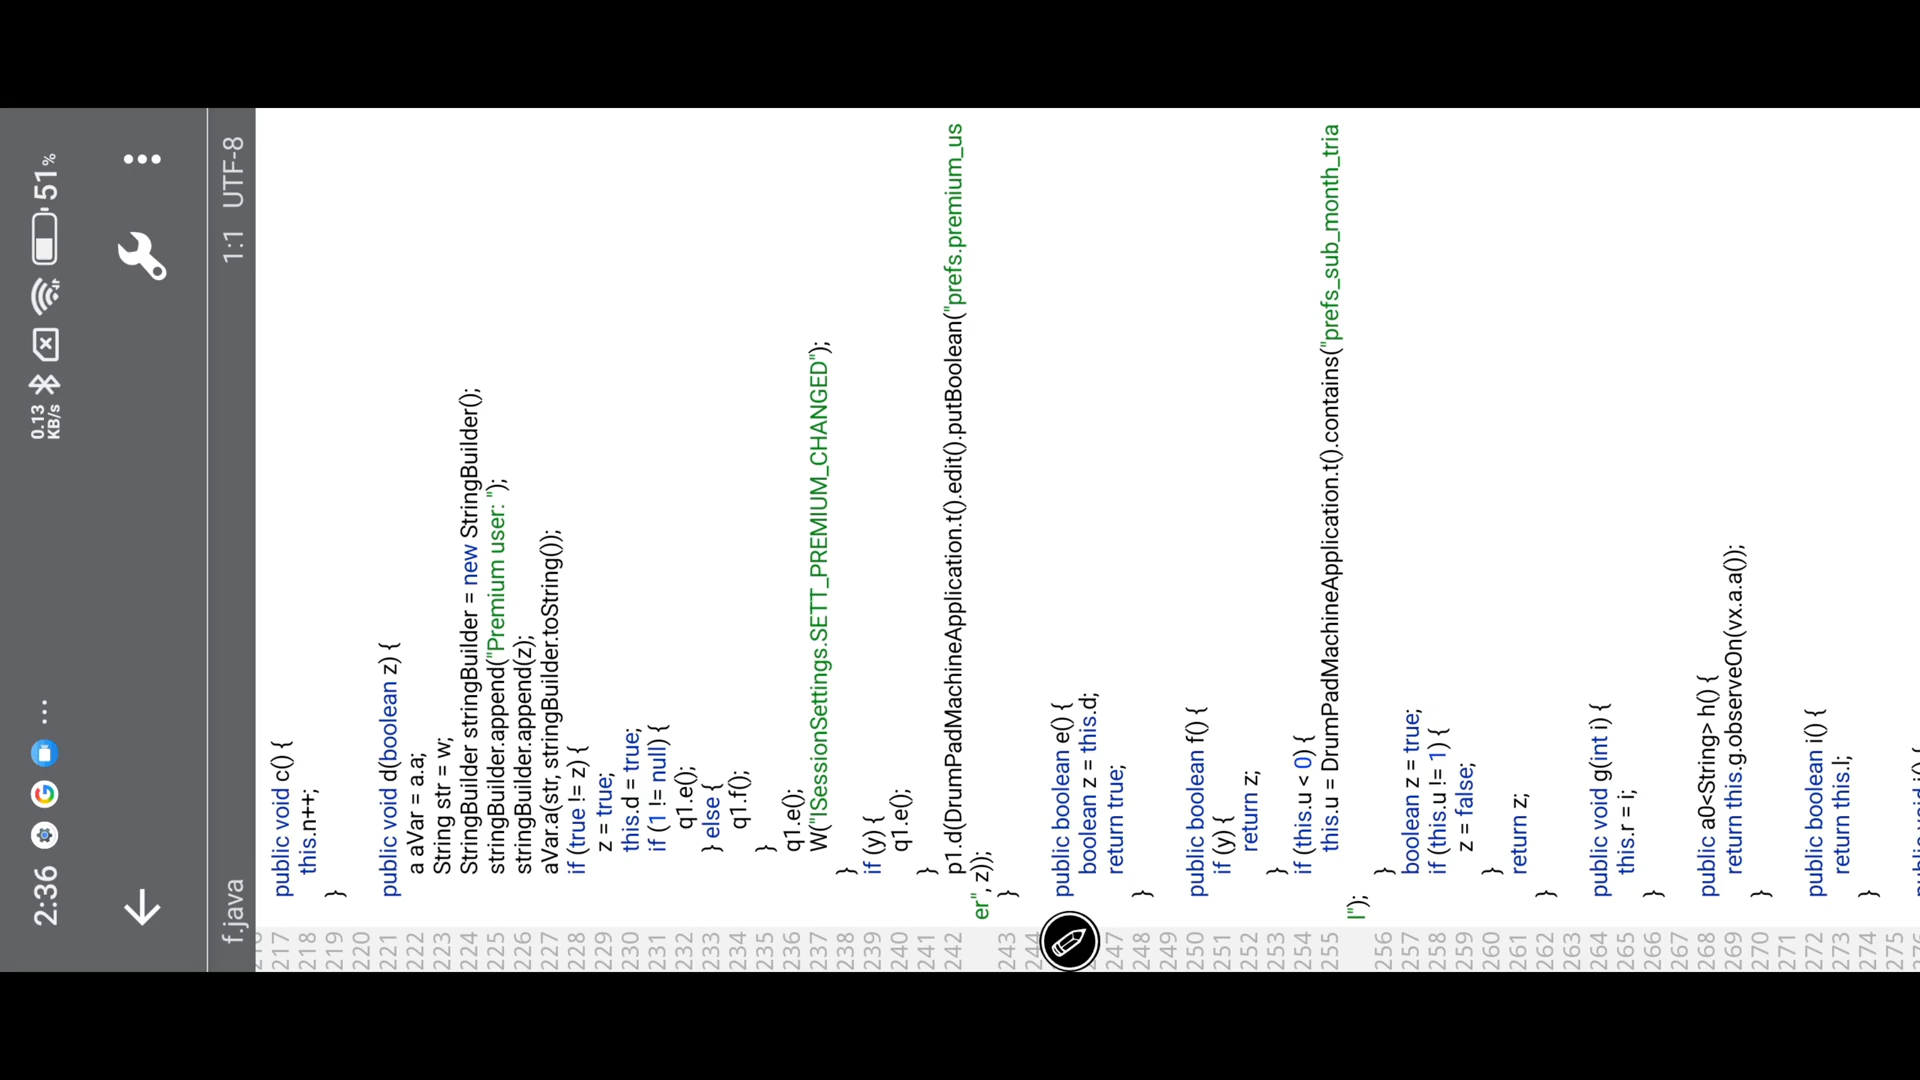 2:36 ... 0.13 KB/s 51%
f.java 1:1 UTF-8
217 public void c() {
218 this.n++;
219 }
220
221 public void d(boolean z) {
222 a aVar = a.a;
223 String str = w;
224 StringBuilder stringBuilder = new StringBuilder();
225 stringBuilder.append("Premium user: ");
226 stringBuilder.append(z);
227 aVar.a(str, stringBuilder.toString());
228 if (true != z) {
229 z = true;
230 this.d = true;
231 if (1 != null) {
232 q1.e();
233 } else {
234 q1.f();
235 }
236 q1.e();
237 W("ISessionSettings.SETT_PREMIUM_CHANGED");
238 }
239 if (y) {
240 q1.e();
241 }
242 p1.d(DrumPadMachineApplication.t().edit().putBoolean("prefs.premium_us
er", z));
243 }
244
public boolean e() {
boolean z = this.d;
247 return true;
248 }
249
250 public boolean f() {
251 if (y) {
252 return z;
253 }
254 if (this.u < 0) {
255 this.u = DrumPadMachineApplication.t().contains("prefs_sub_month_tria
l");
256 }
257 boolean z = true;
258 if (this.u != 1) {
259 z = false;
260 }
261 return z;
262 }
263
264 public void g(int i) {
265 this.r = i;
266 }
267
268 public a0<String> h() {
269 return this.g.observeOn(vx.a.a());
270 }
271
272 public boolean i() {
273 return this.l;
274 }
275